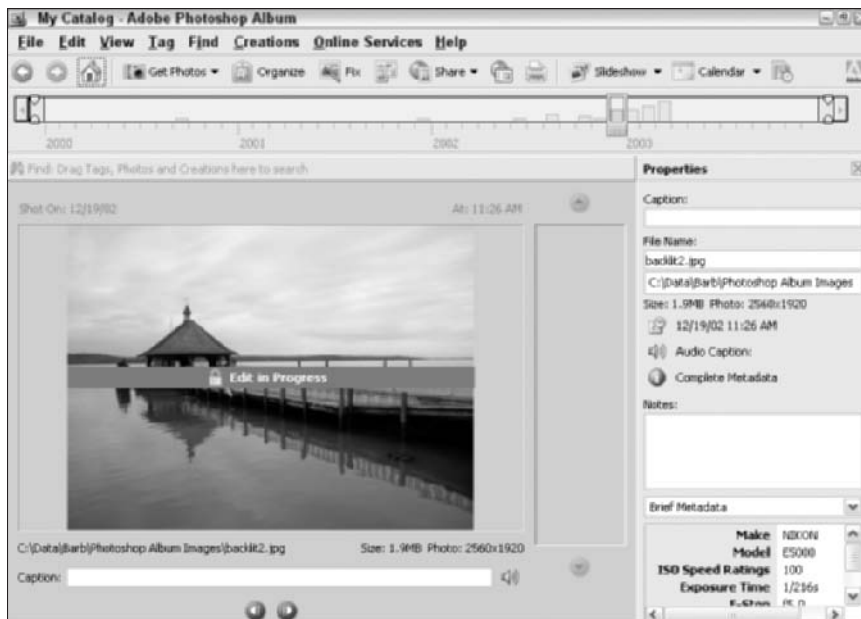 My Catalog - Adobe Photoshop Album
File Edit View Tag Find Creations Online Services Help
Get Photos Organize Fix Share Slideshow Calendar
2000 2001 2002 2003
Find: Drag Tags, Photos and Creations here to search
Properties
Shot On: 12/19/02 At: 11:26 AM
Caption:
File Name:
backlit2.jpg
C:\Data\Barb\Photoshop Album Images
Size: 1.9MB Photo: 2560x1920
12/19/02 11:26 AM
Audio Caption:
Complete Metadata
Notes:
Edit in Progress
Brief Metadata
Make NIKON
Model E5000
ISO Speed Ratings 100
Exposure Time 1/216s
F-Stop f5.0
C:\Data\Barb\Photoshop Album Images\backlit2.jpg Size: 1.9MB Photo: 2560x1920
Caption: